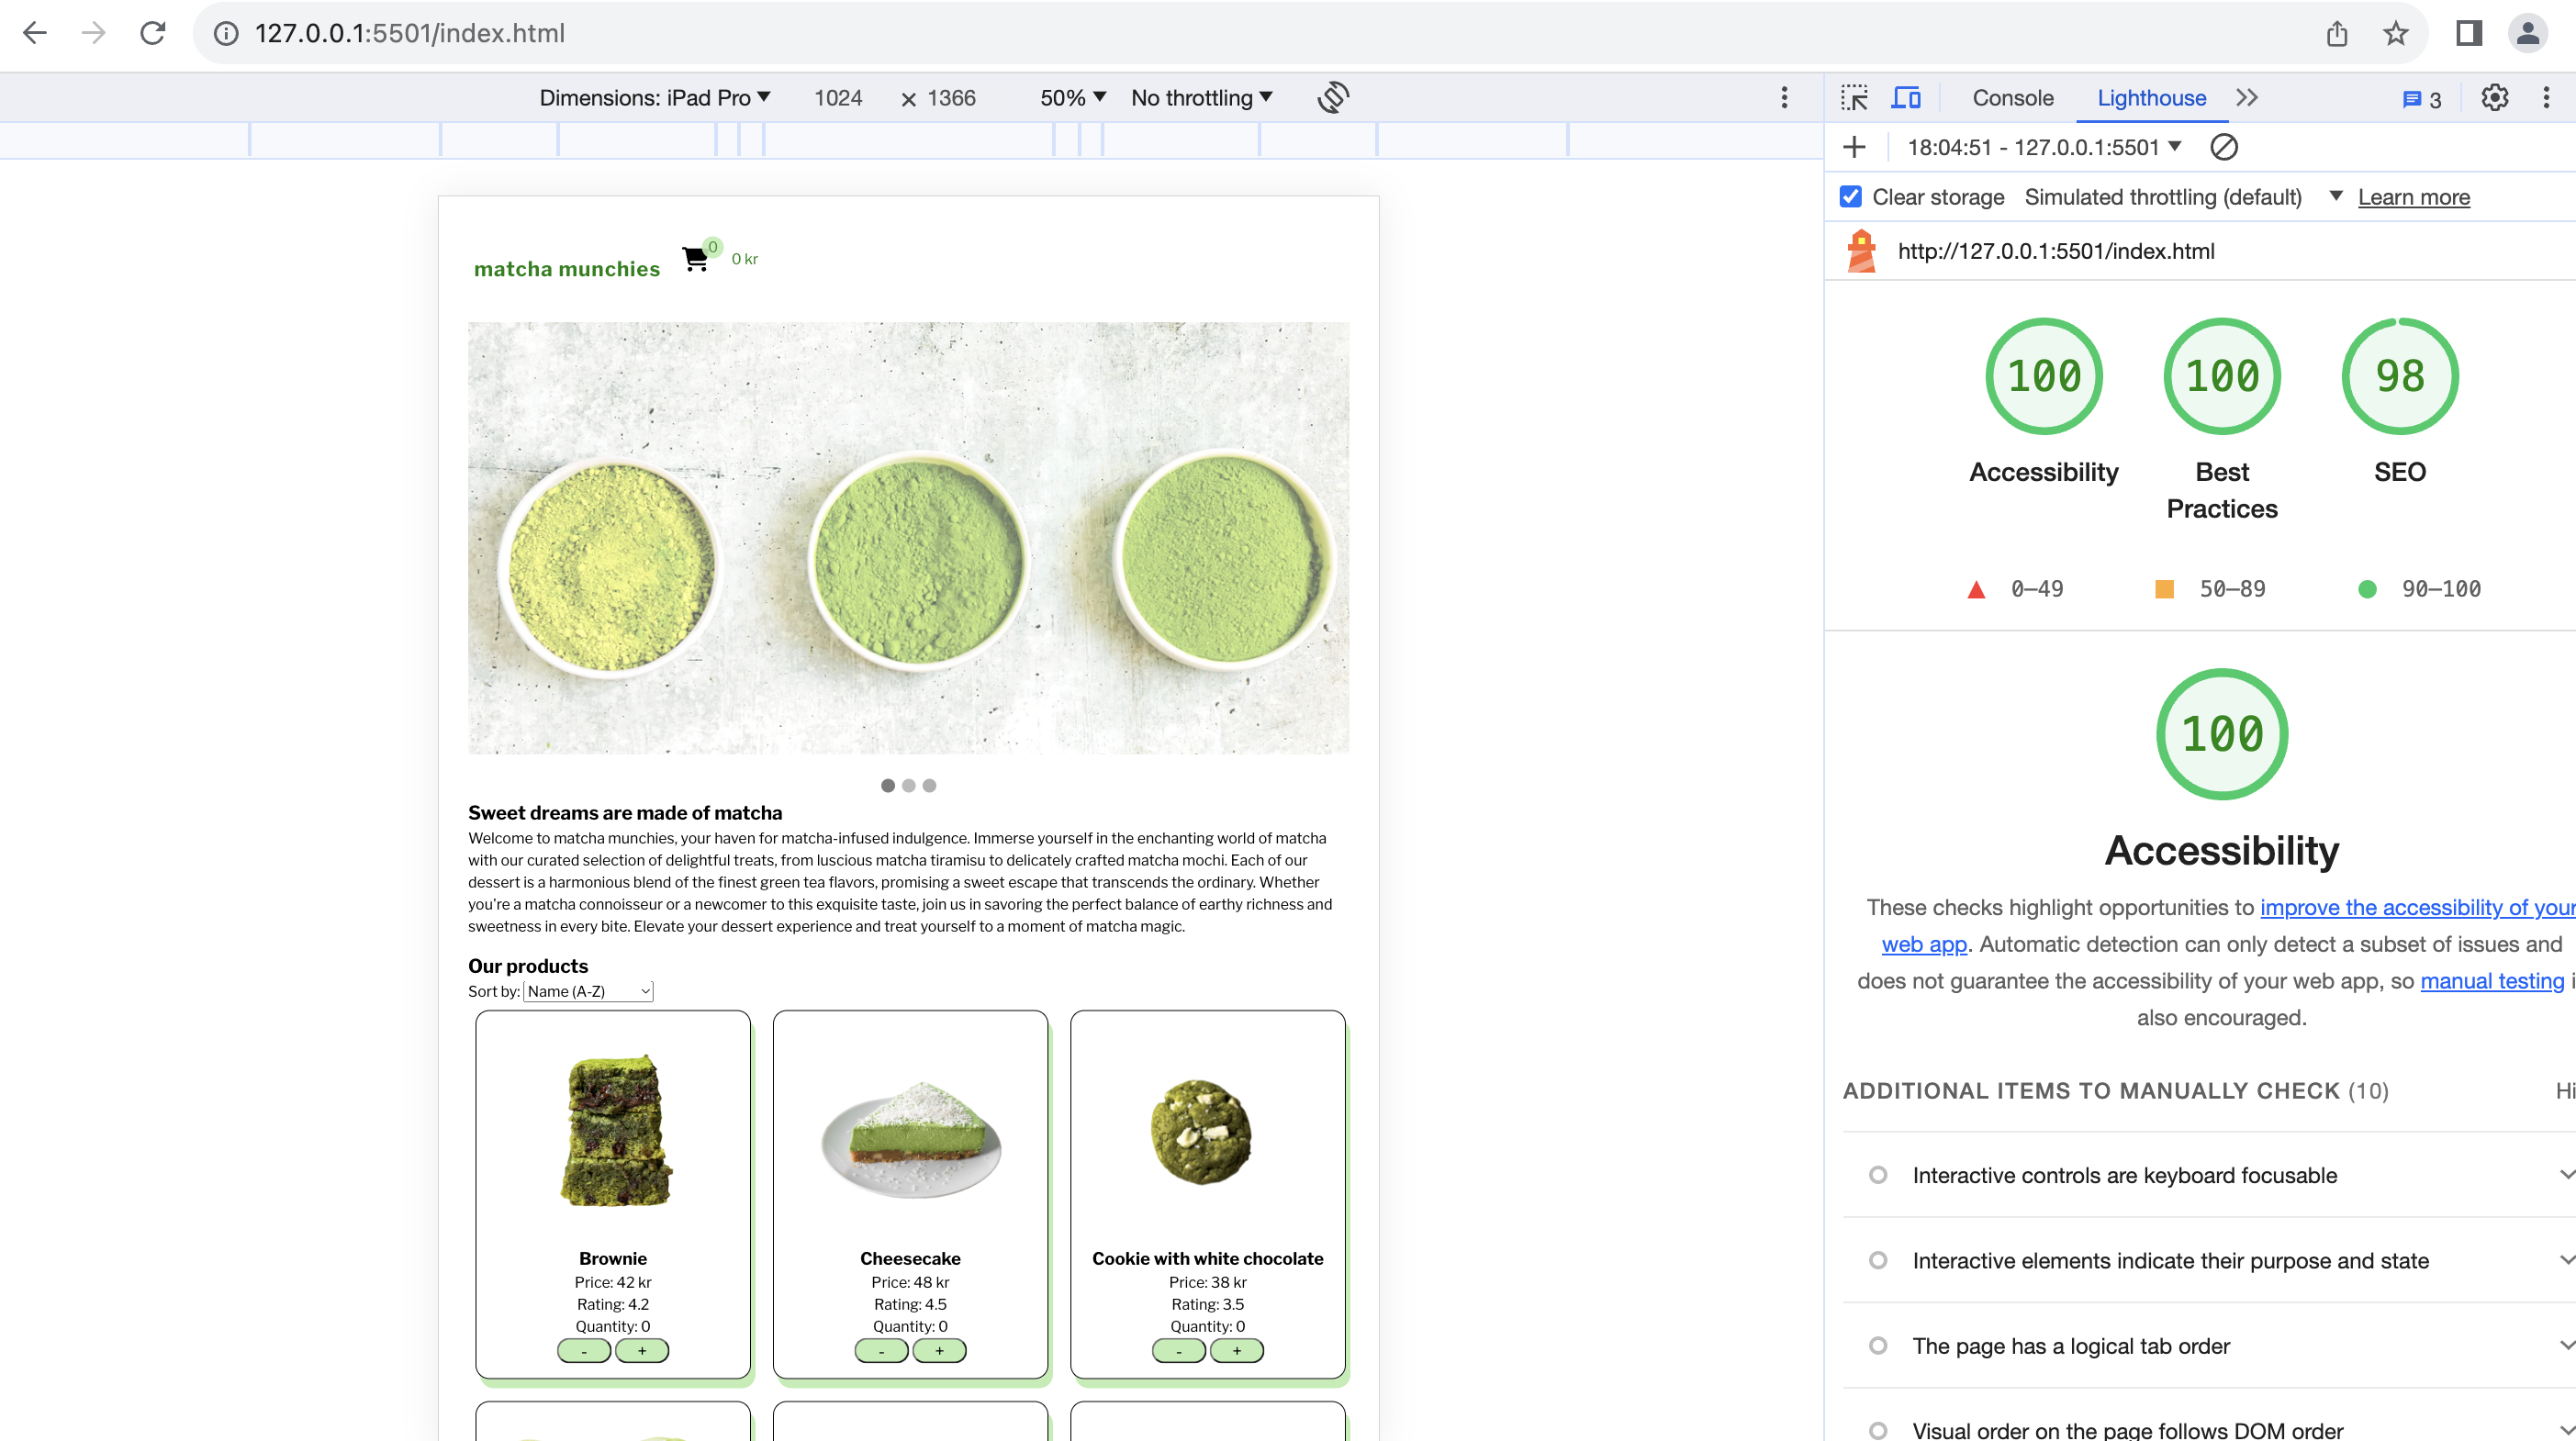 127.0.0.1:5501/index.html
Dimensions: iPad Pro 1024 × 1366 50% No throttling
Console Lighthouse 3
18:04:51 - 127.0.0.1:5501
Clear storage Simulated throttling (default) Learn more
http://127.0.0.1:5501/index.html
matcha munchies 0 0 kr
Sweet dreams are made of matcha
Welcome to matcha munchies, your haven for matcha-infused indulgence. Immerse yourself in the enchanting world of matcha
with our curated selection of delightful treats, from luscious matcha tiramisu to delicately crafted matcha mochi. Each of our
dessert is a harmonious blend of the finest green tea flavors, promising a sweet escape that transcends the ordinary. Whether
you're a matcha connoisseur or a newcomer to this exquisite taste, join us in savoring the perfect balance of earthy richness and
sweetness in every bite. Elevate your dessert experience and treat yourself to a moment of matcha magic.
Our products
Sort by: Name (A-Z)
Brownie
Price: 42 kr
Rating: 4.2
Quantity: 0
- +
Cheesecake
Price: 48 kr
Rating: 4.5
Quantity: 0
- +
Cookie with white chocolate
Price: 38 kr
Rating: 3.5
Quantity: 0
- +
100 100 98
Accessibility Best Practices SEO
0–49 50–89 90–100
100
Accessibility
These checks highlight opportunities to improve the accessibility of your
web app. Automatic detection can only detect a subset of issues and
does not guarantee the accessibility of your web app, so manual testing i
also encouraged.
ADDITIONAL ITEMS TO MANUALLY CHECK (10) Hi
Interactive controls are keyboard focusable
Interactive elements indicate their purpose and state
The page has a logical tab order
Visual order on the page follows DOM order